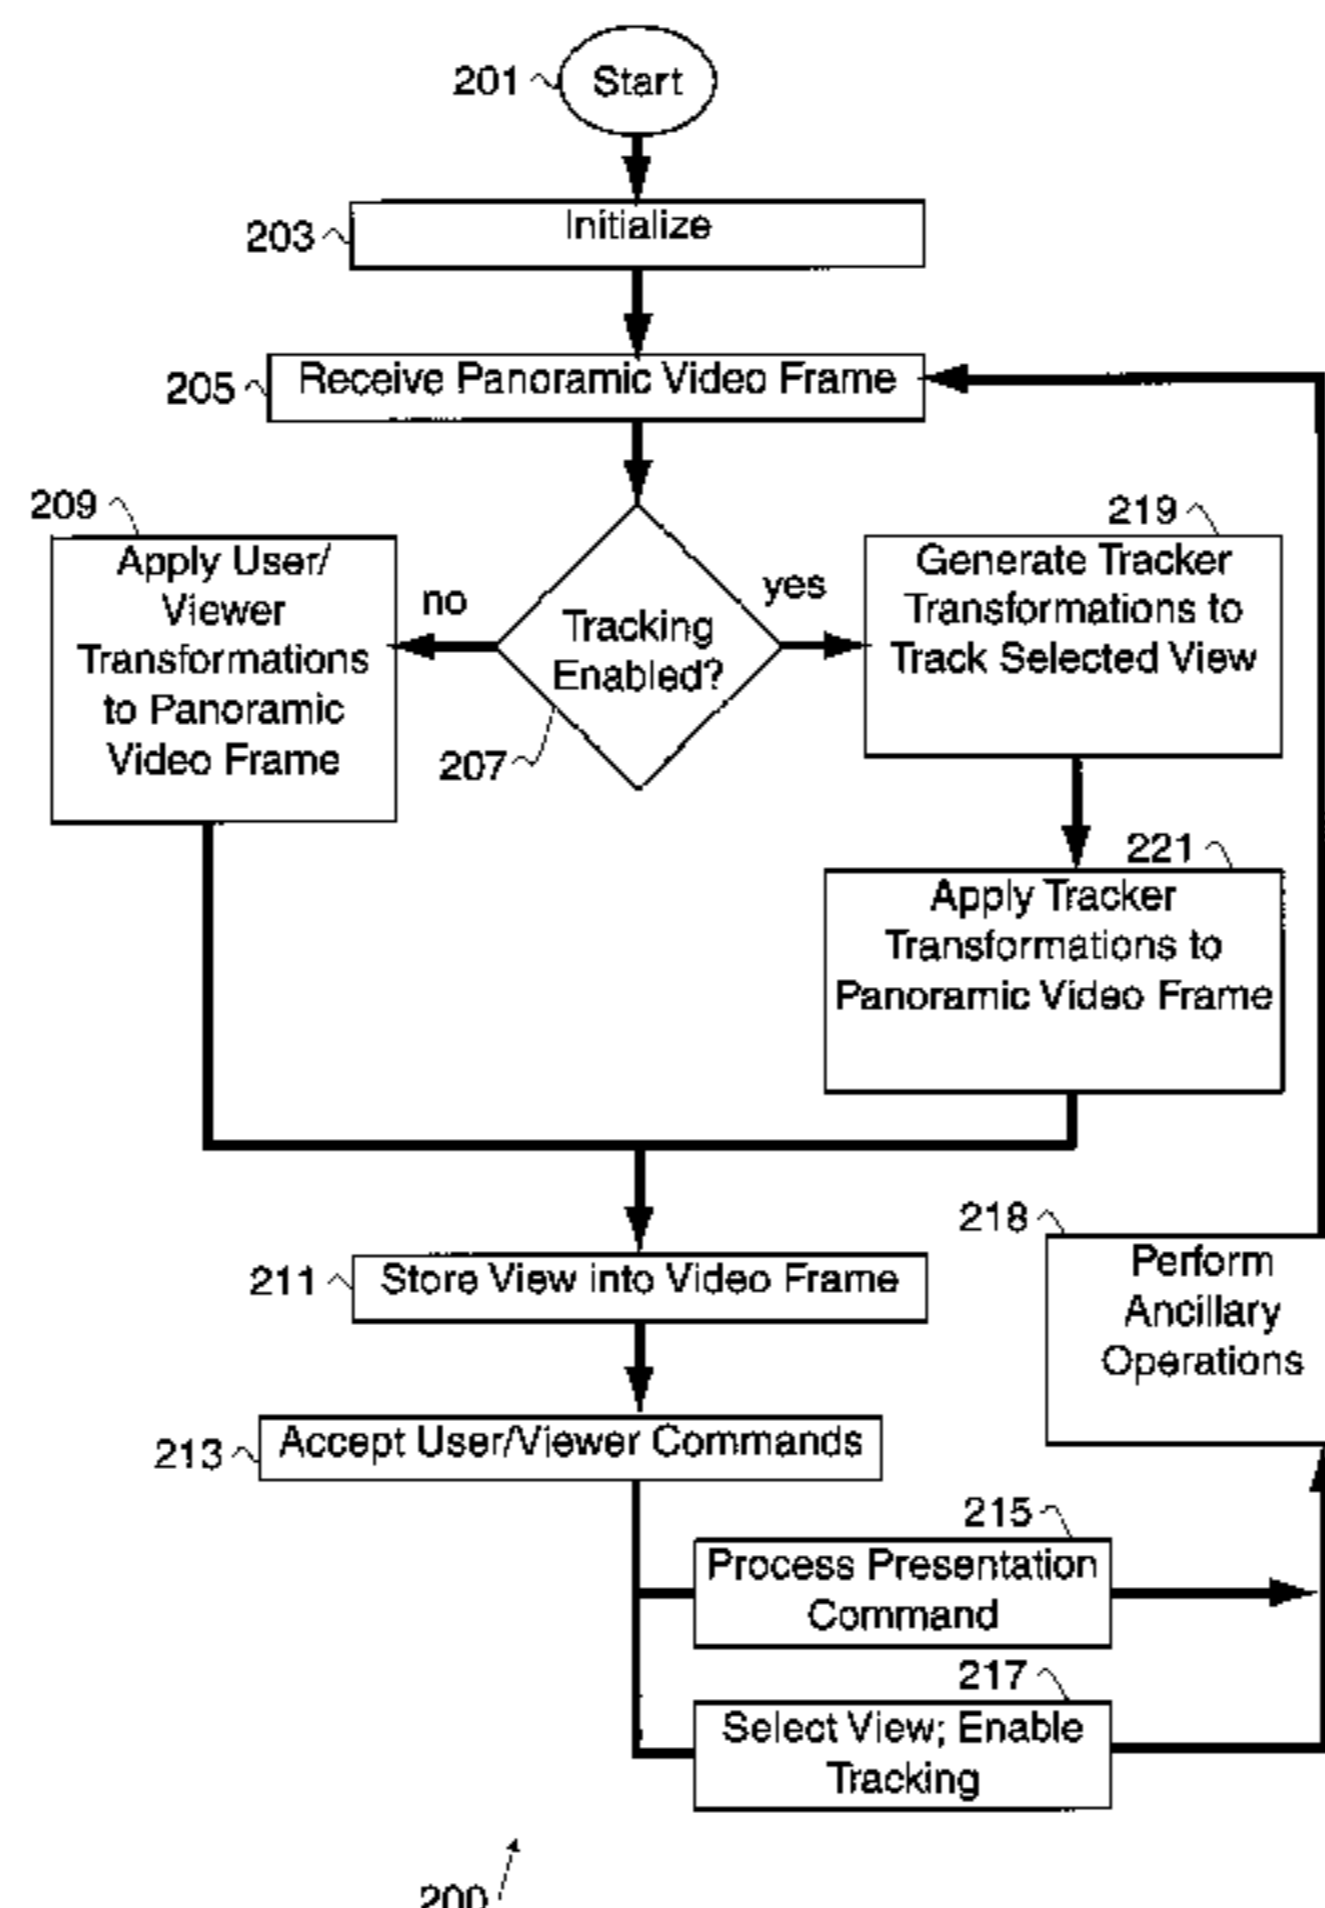 201
Start
203
Initialize
205
Receive Panoramic Video Frame
209
Apply User/
Viewer
Transformations
to Panoramic
Video Frame
no
Tracking
Enabled?
207
yes
219
Generate Tracker
Transformations to
Track Selected View
221
Apply Tracker
Transformations to
Panoramic Video Frame
211
Store View into Video Frame
218
Perform
Ancillary
Operations
213
Accept User/Viewer Commands
215
Process Presentation
Command
217
Select View; Enable
Tracking
200